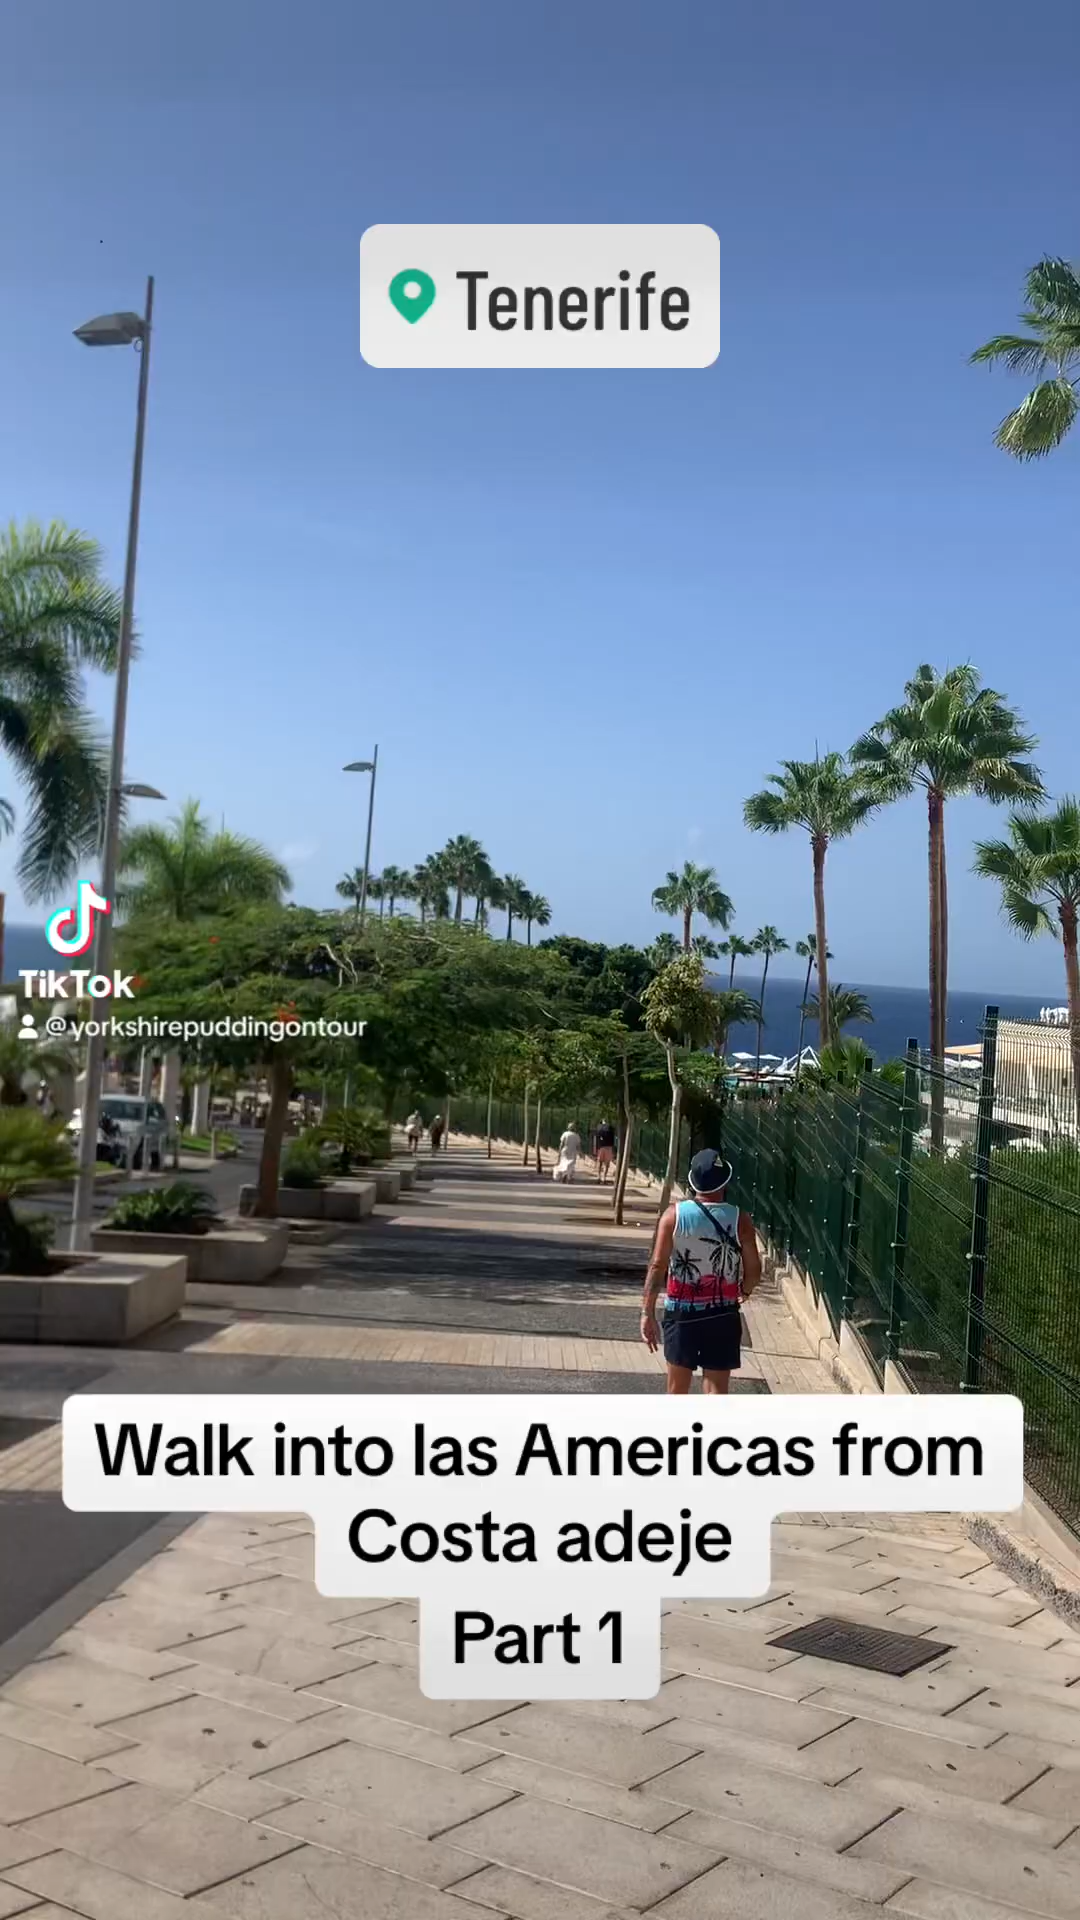 Tenerife
TikTok
@yorkshirepuddingontour
Walk into las Americas from
Costa adeje
Part 1